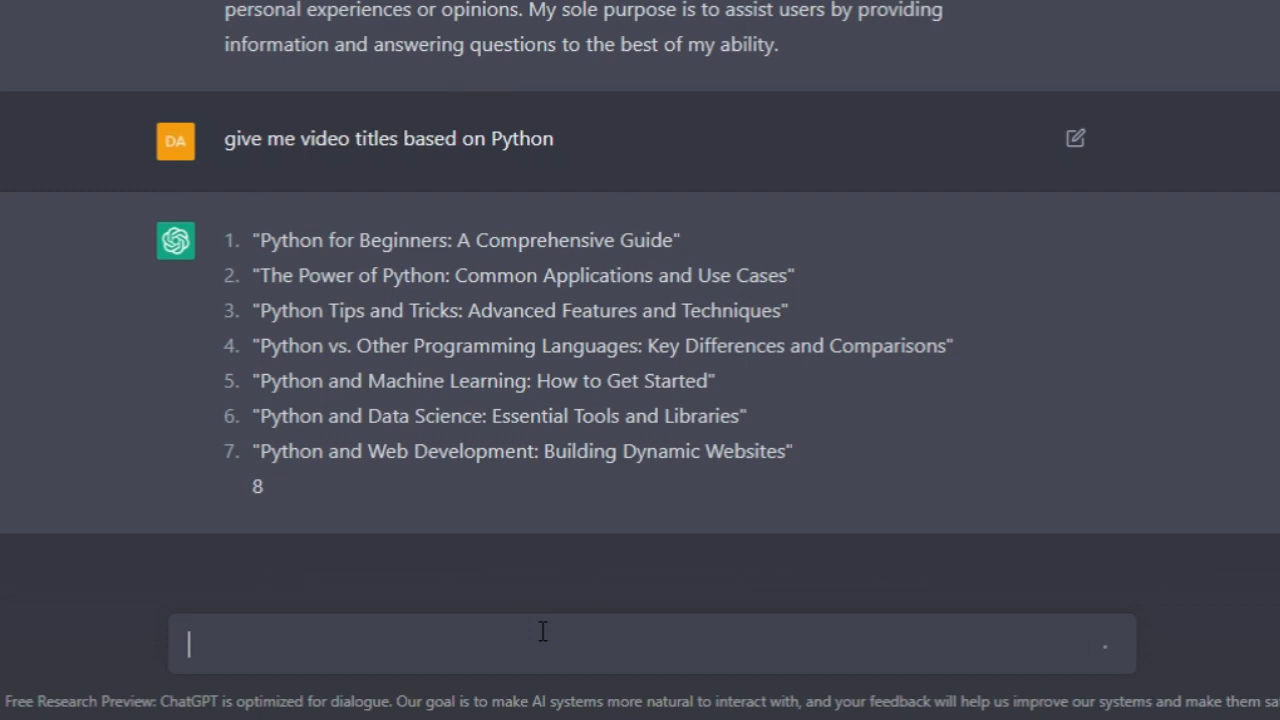 personal experiences or opinions. My sole purpose is to assist users by providing
information and answering questions to the best of my ability.
DA
give me video titles based on Python
1. "Python for Beginners: A Comprehensive Guide"
2. "The Power of Python: Common Applications and Use Cases"
3. "Python Tips and Tricks: Advanced Features and Techniques"
4. "Python vs. Other Programming Languages: Key Differences and Comparisons"
5. "Python and Machine Learning: How to Get Started"
6. "Python and Data Science: Essential Tools and Libraries"
7. "Python and Web Development: Building Dynamic Websites"
8
Free Research Preview: ChatGPT is optimized for dialogue. Our goal is to make AI systems more natural to interact with, and your feedback will help us improve our systems and make them sa